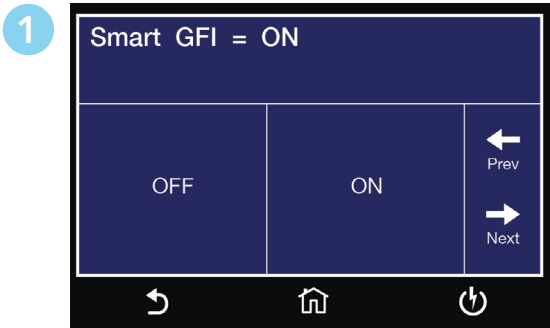 1
Smart GFI = ON
OFF
ON
Prev
Next